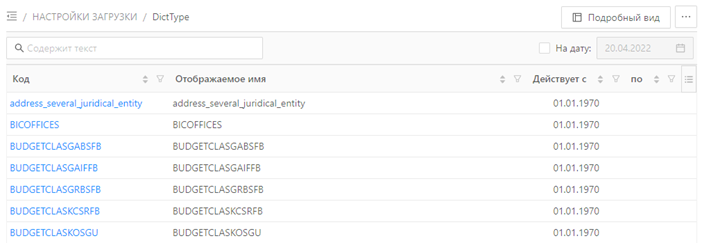 / НАСТРОЙКИ ЗАГРУЗКИ / DictType
Подробный вид ...
Содержит текст На дату: 20.04.2022
Код Отображаемое имя Действует с по
address_several_juridical_entity address_several_juridical_entity 01.01.1970
BICOFFICES BICOFFICES 01.01.1970
BUDGETCLASGABSFB BUDGETCLASGABSFB 01.01.1970
BUDGETCLASGAIFFB BUDGETCLASGAIFFB 01.01.1970
BUDGETCLASGRBSFB BUDGETCLASGRBSFB 01.01.1970
BUDGETCLASKCSRFB BUDGETCLASKCSRFB 01.01.1970
BUDGETCLASKOSGU BUDGETCLASKOSGU 01.01.1970